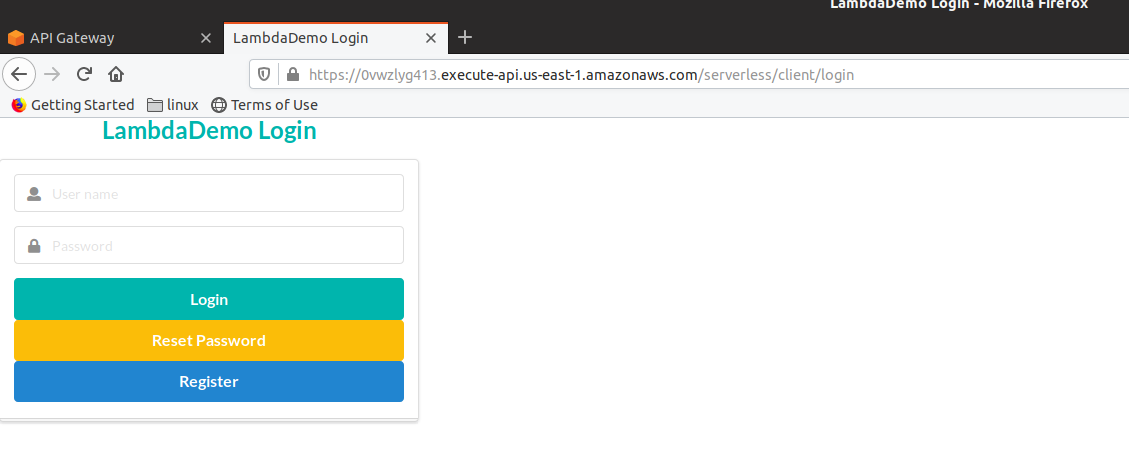 LambdaDemo Login - Mozilla Firefox
API Gateway
LambdaDemo Login
https://0vwzlyg413.execute-api.us-east-1.amazonaws.com/serverless/client/login
Getting Started linux Terms of Use
LambdaDemo Login
User name
Password
Login
Reset Password
Register